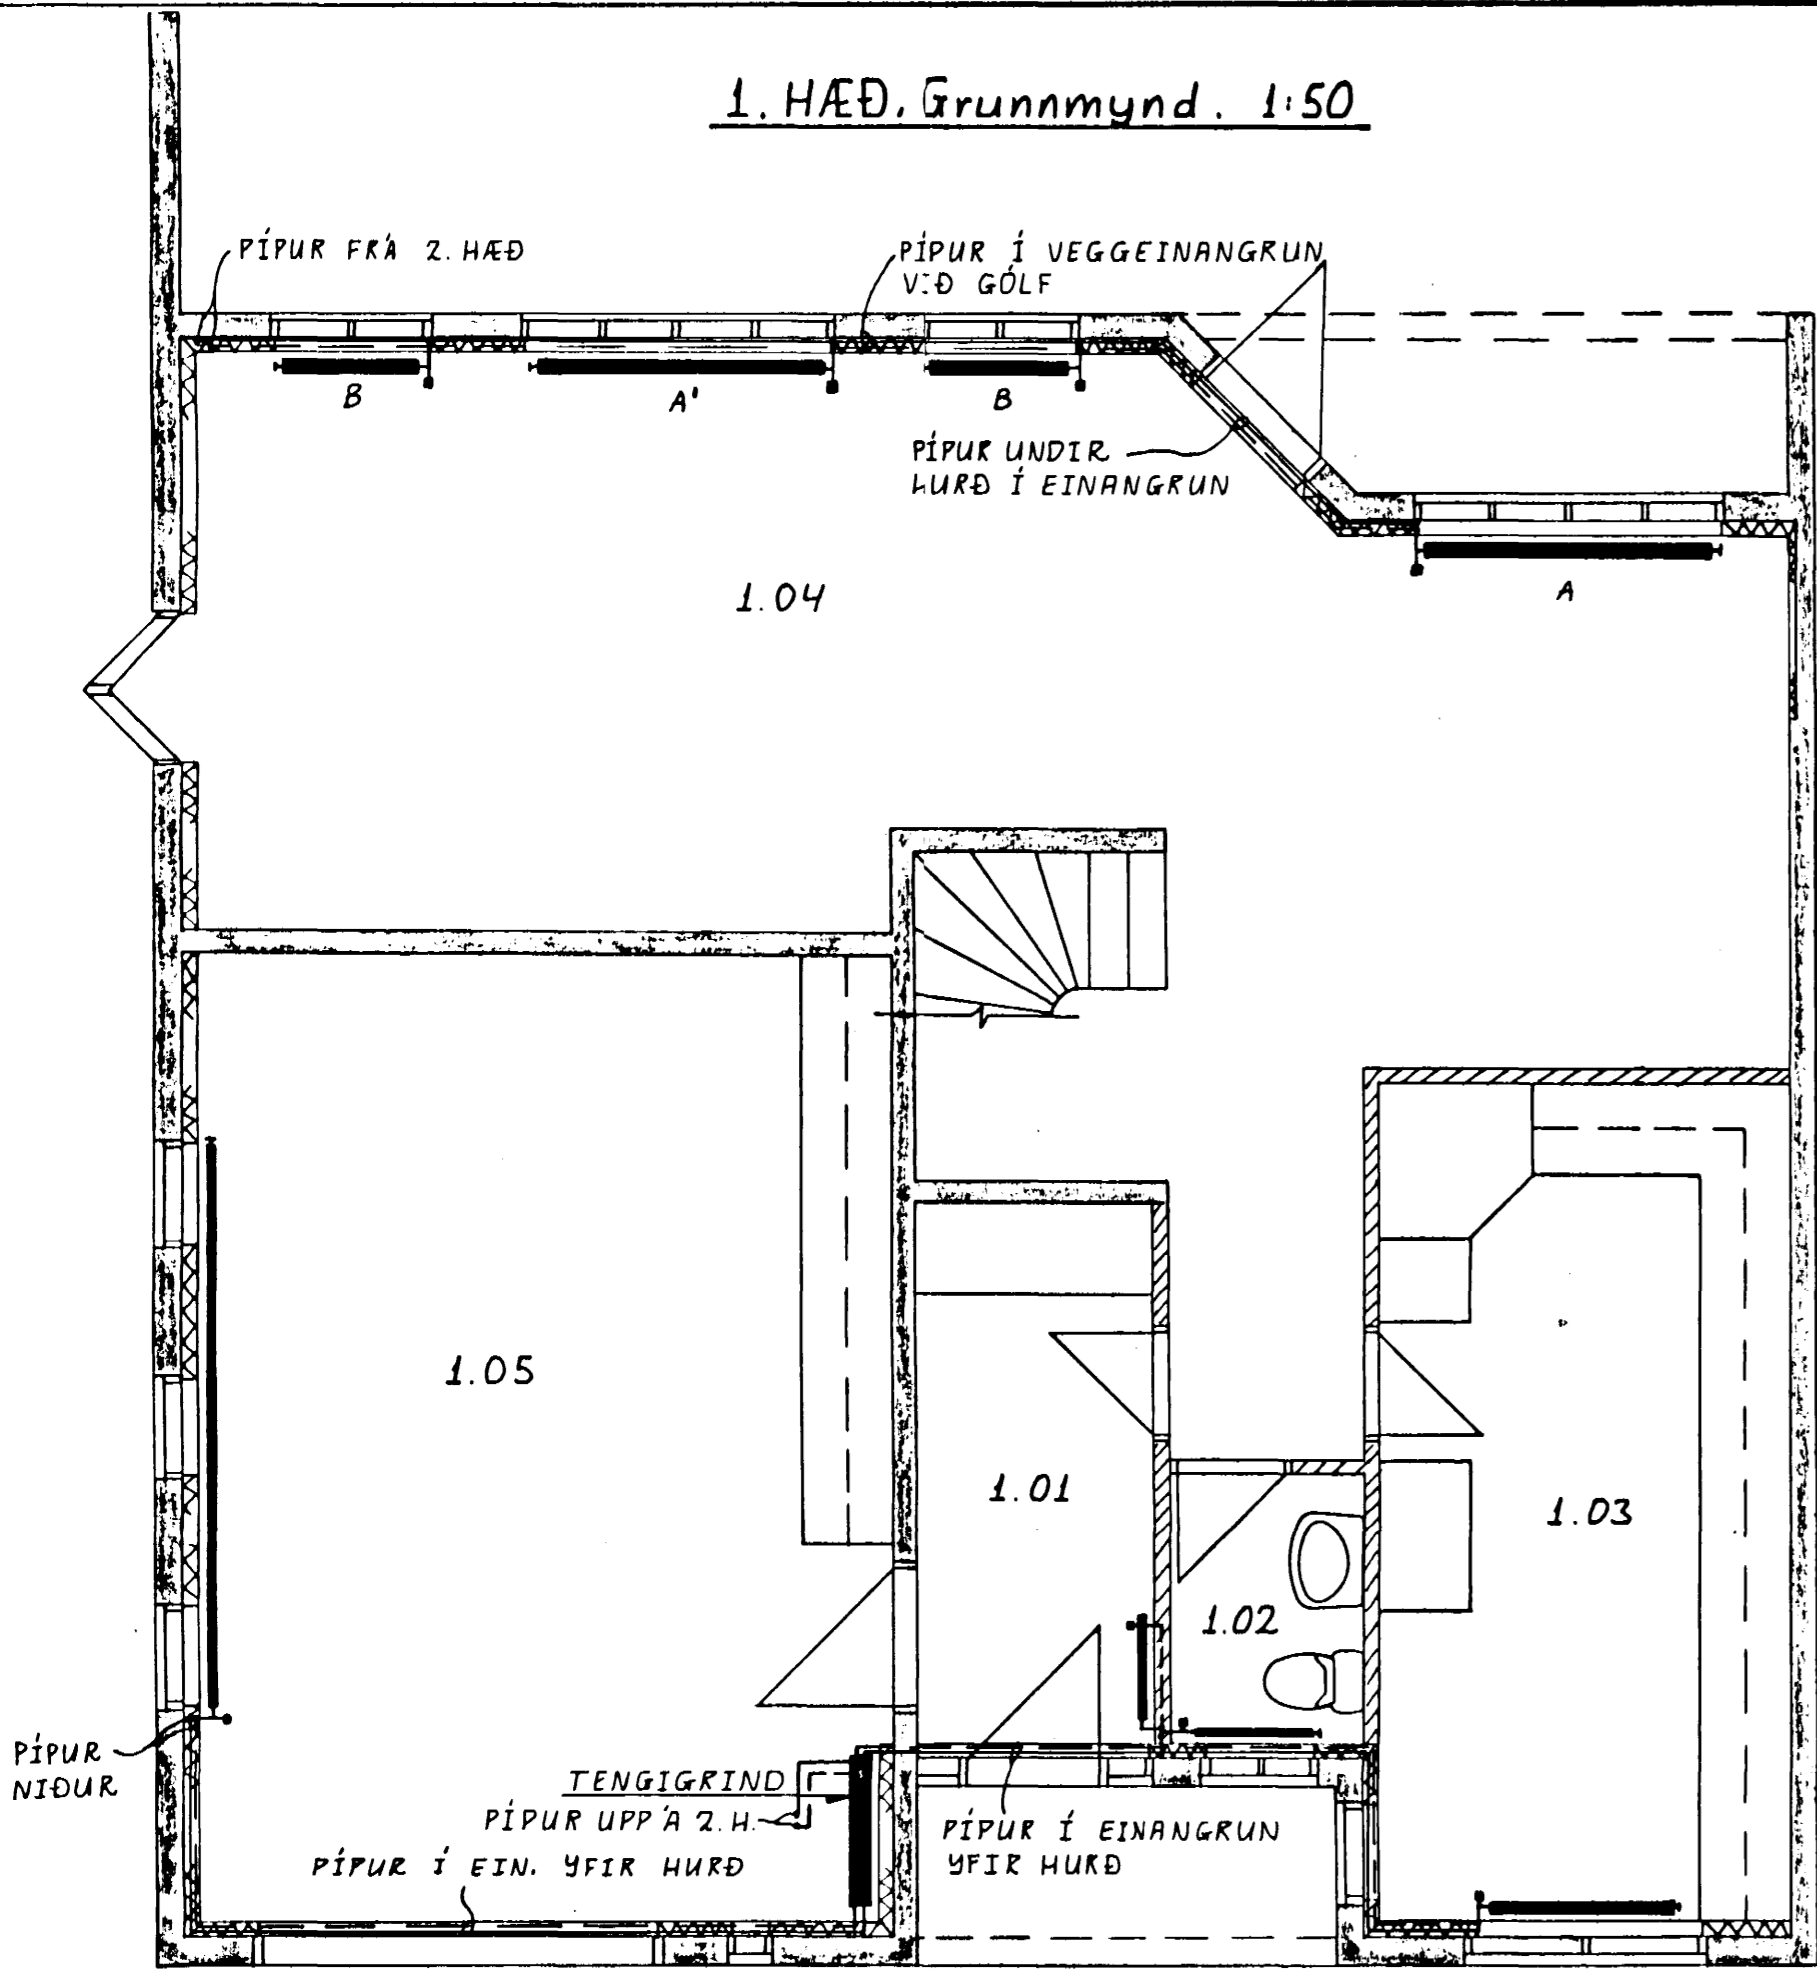 1. HÆÐ. Grunnmynd. 1:50
PÍPUR FRÁ 2. HÆÐ
PÍPUR Í VEGGEINANGRUN
VIÐ GÓLF
B
A'
B
PÍPUR UNDIR
HURÐ Í EINANGRUN
A
1.04
1.05
1.01
1.03
1.02
PÍPUR
NIÐUR
TENGIGRIND
PÍPUR UPP Á 2.H.
PÍPUR Í EIN. YFIR HURÐ
PÍPUR Í EINANGRUN
YFIR HURÐ